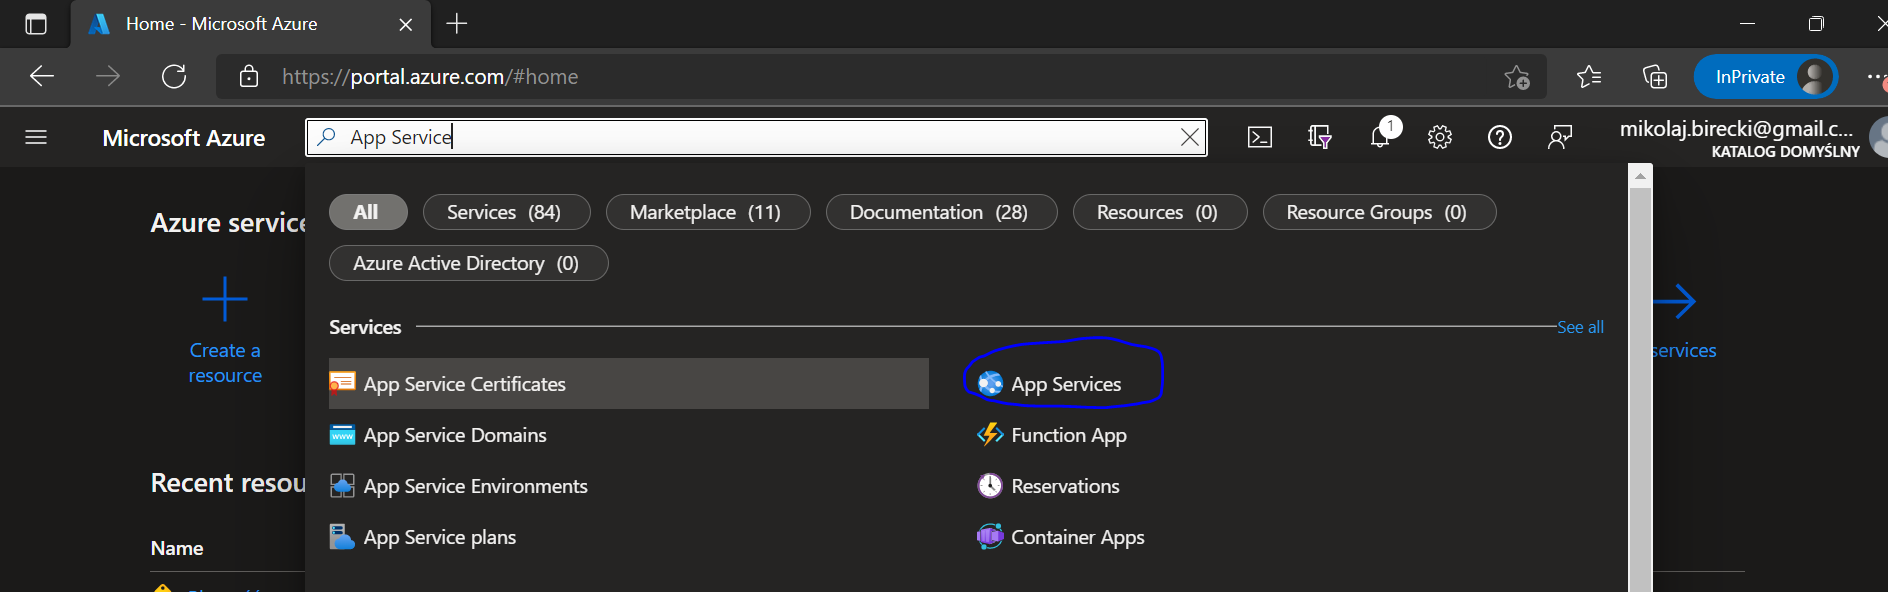 Home - Microsoft Azure
https://portal.azure.com/#home
InPrivate
Microsoft Azure
App Service
1
mikolaj.birecki@gmail.c...
KATALOG DOMYŚLNY
All
Services (84)
Marketplace (11)
Documentation (28)
Resources (0)
Resource Groups (0)
Azure Active Directory (0)
Azure service
Create a
resource
Services
See all
services
App Service Certificates
App Services
App Service Domains
www
Function App
App Service Environments
Reservations
App Service plans
Container Apps
Recent resou
Name